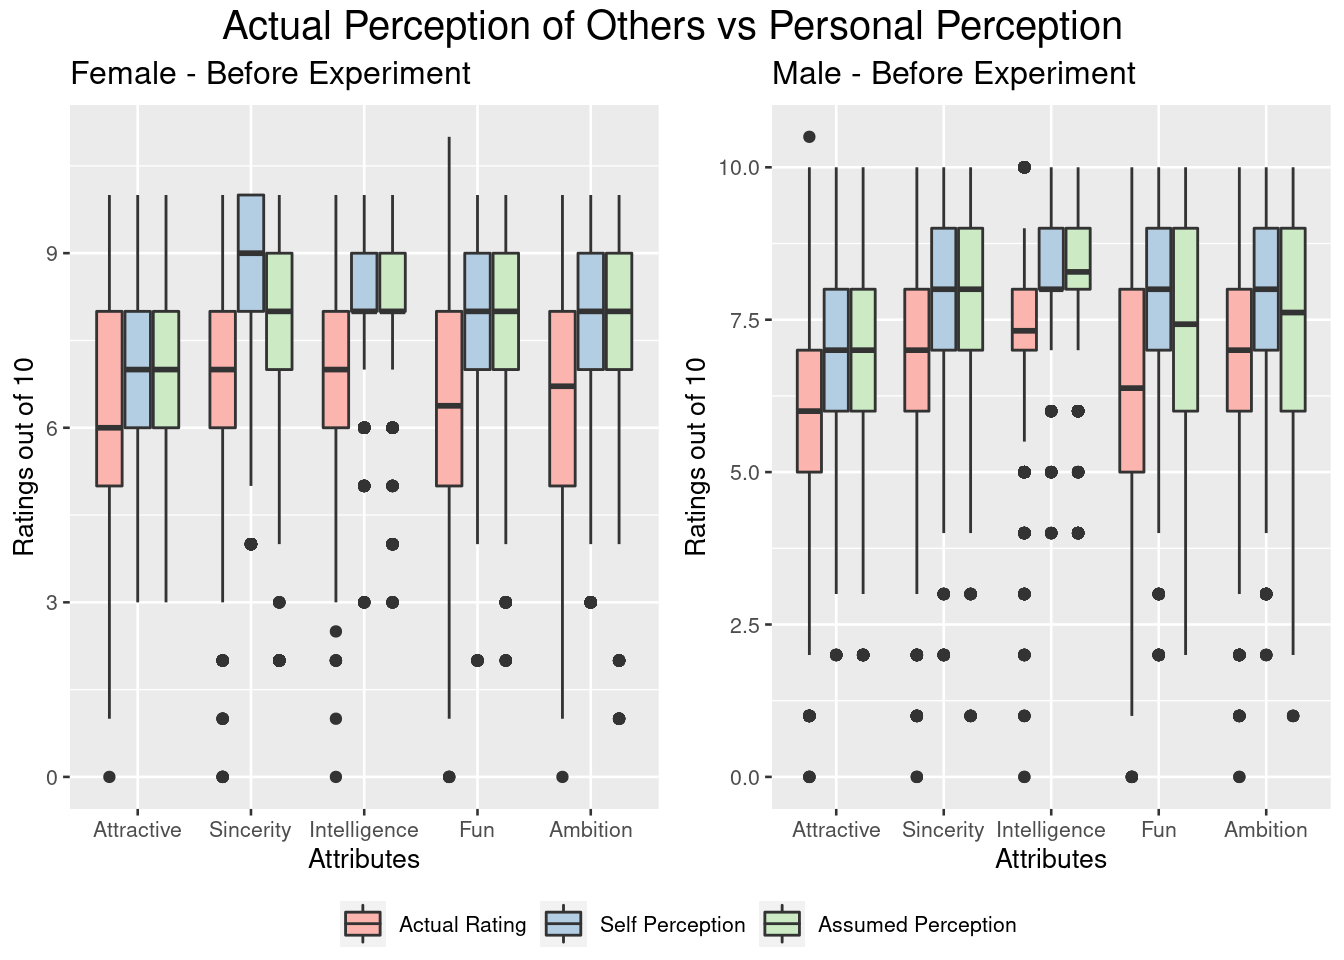 Actual Perception of Others vs Personal Perception
Female - Before Experiment
Ratings out of 10
9
6
3
0
Attractive Sincerity Intelligence Fun Ambition
Attributes
Male - Before Experiment
Ratings out of 10
10.0
7.5
5.0
2.5
0.0
Attractive Sincerity Intelligence Fun Ambition
Attributes
Actual Rating Self Perception Assumed Perception